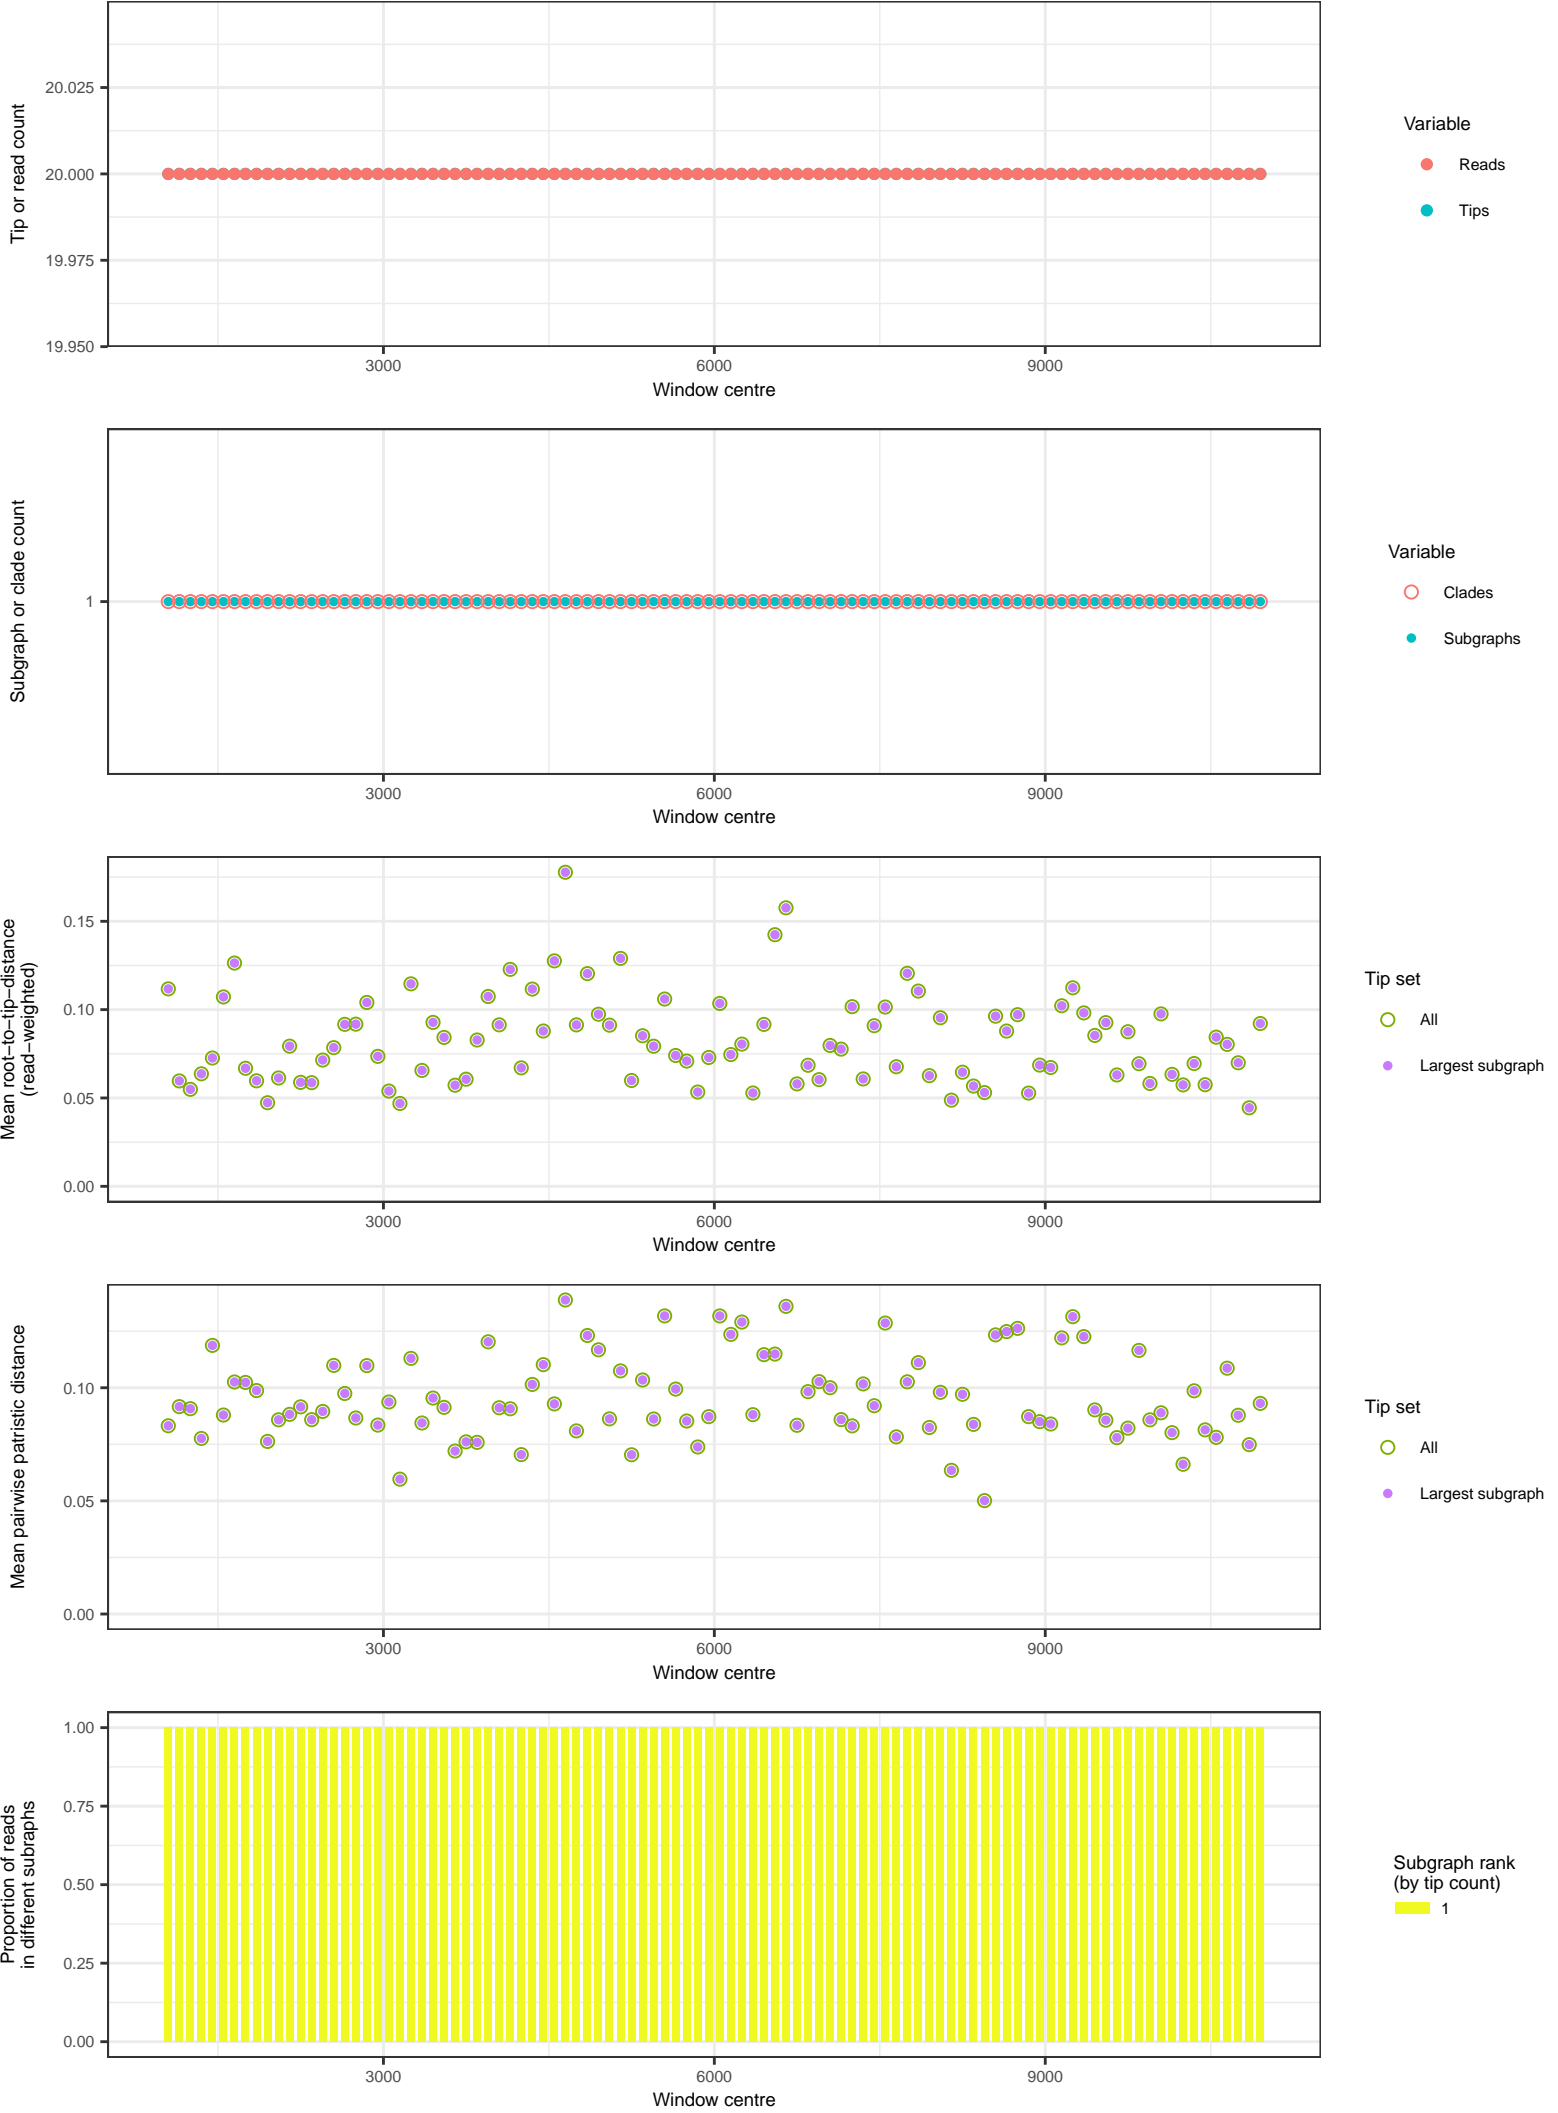 Tip or read count
20.025
20.000
19.975
19.950
3000
6000
9000
Window centre
Variable
Reads
Tips
Subgraph or clade count
1
3000
6000
9000
Window centre
Variable
Clades
Subgraphs
Mean root−to−tip−distance
(read−weighted)
0.15
0.10
0.05
0.00
3000
6000
9000
Window centre
Tip set
All
Largest subgraph
Mean pairwise patristic distance
0.10
0.05
0.00
3000
6000
9000
Window centre
Tip set
All
Largest subgraph
Proportion of reads
in different subraphs
1.00
0.75
0.50
0.25
0.00
3000
6000
9000
Window centre
Subgraph rank
(by tip count)
1